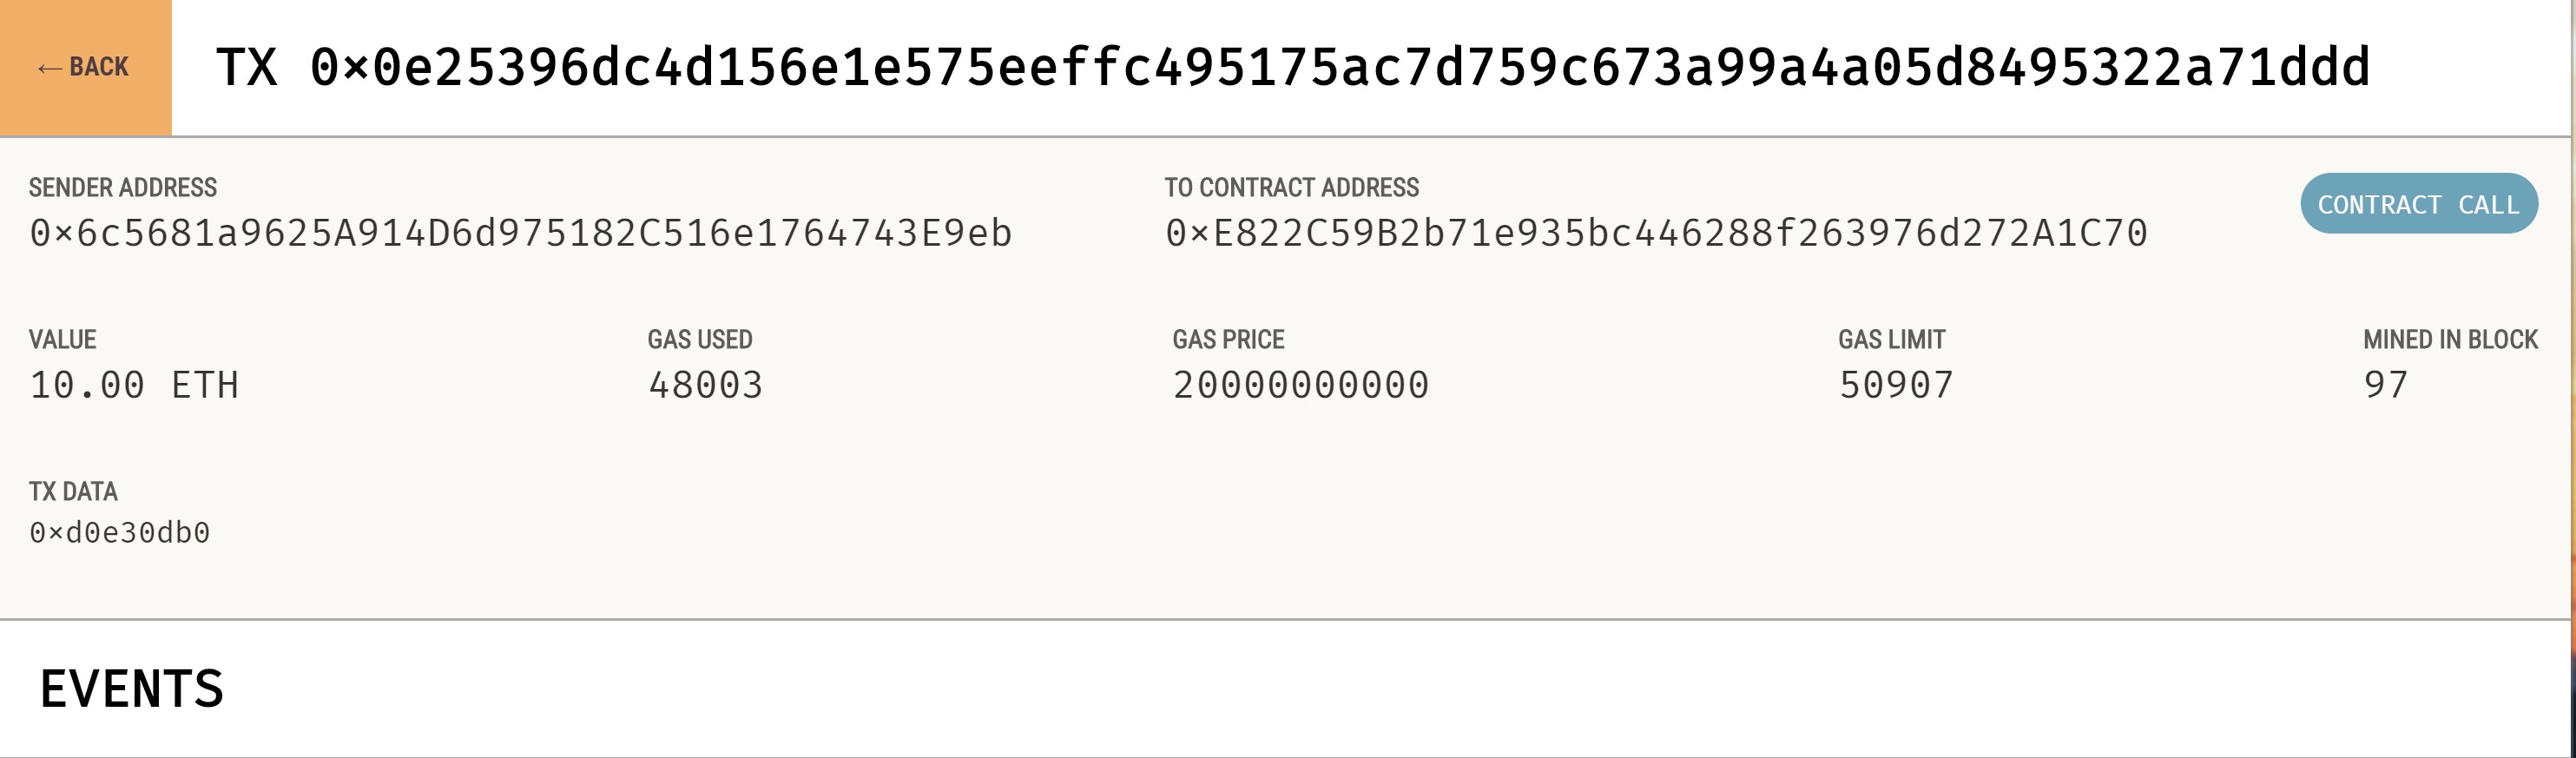 ← BACK
TX 0×0e25396dc4d156e1e575eeffc495175ac7d759c673a99a4a05d8495322a71ddd
SENDER ADDRESS
0×6c5681a9625A914D6d975182C516e1764743E9eb
TO CONTRACT ADDRESS
0×E822C59B2b71e935bc446288f263976d272A1C70
CONTRACT CALL
VALUE
10.00 ETH
GAS USED
48003
GAS PRICE
20000000000
GAS LIMIT
50907
MINED IN BLOCK
97
TX DATA
0×d0e30db0
EVENTS